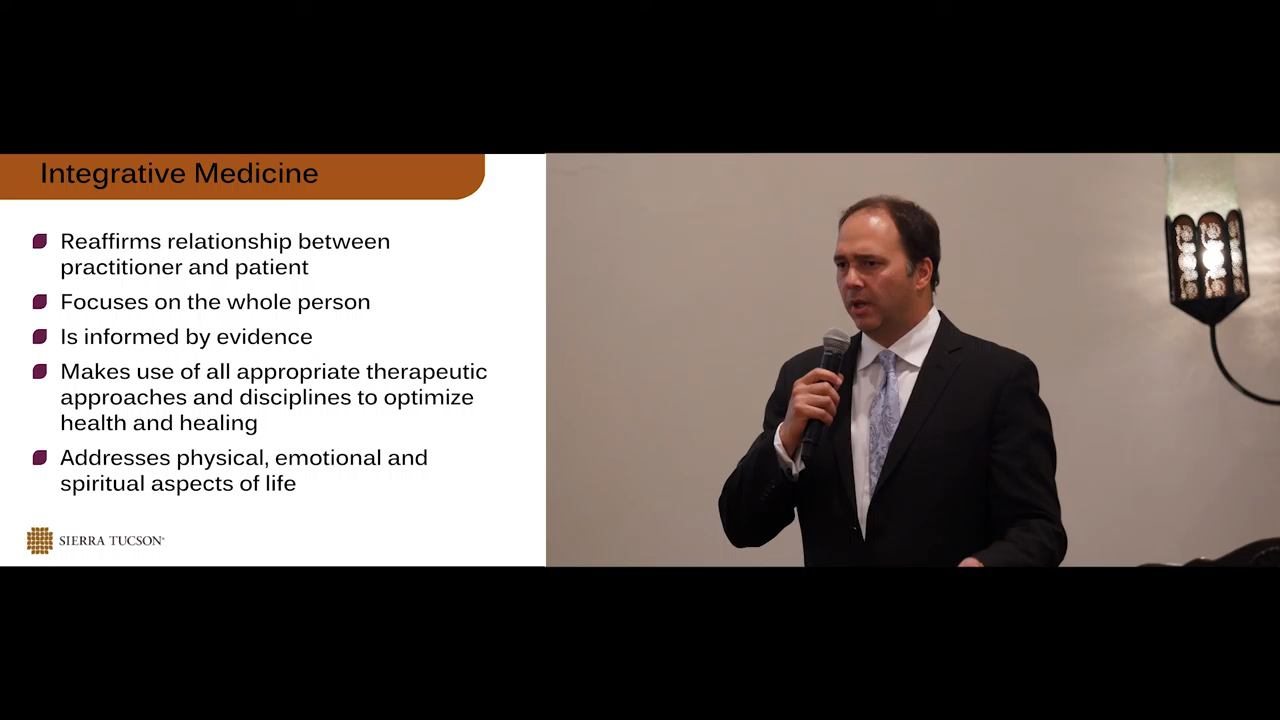 Integrative Medicine
Reaffirms relationship between
practitioner and patient
Focuses on the whole person
Is informed by evidence
Makes use of all appropriate therapeutic
approaches and disciplines to optimize
health and healing
Addresses physical, emotional and
spiritual aspects of life
SIERRA TUCSON